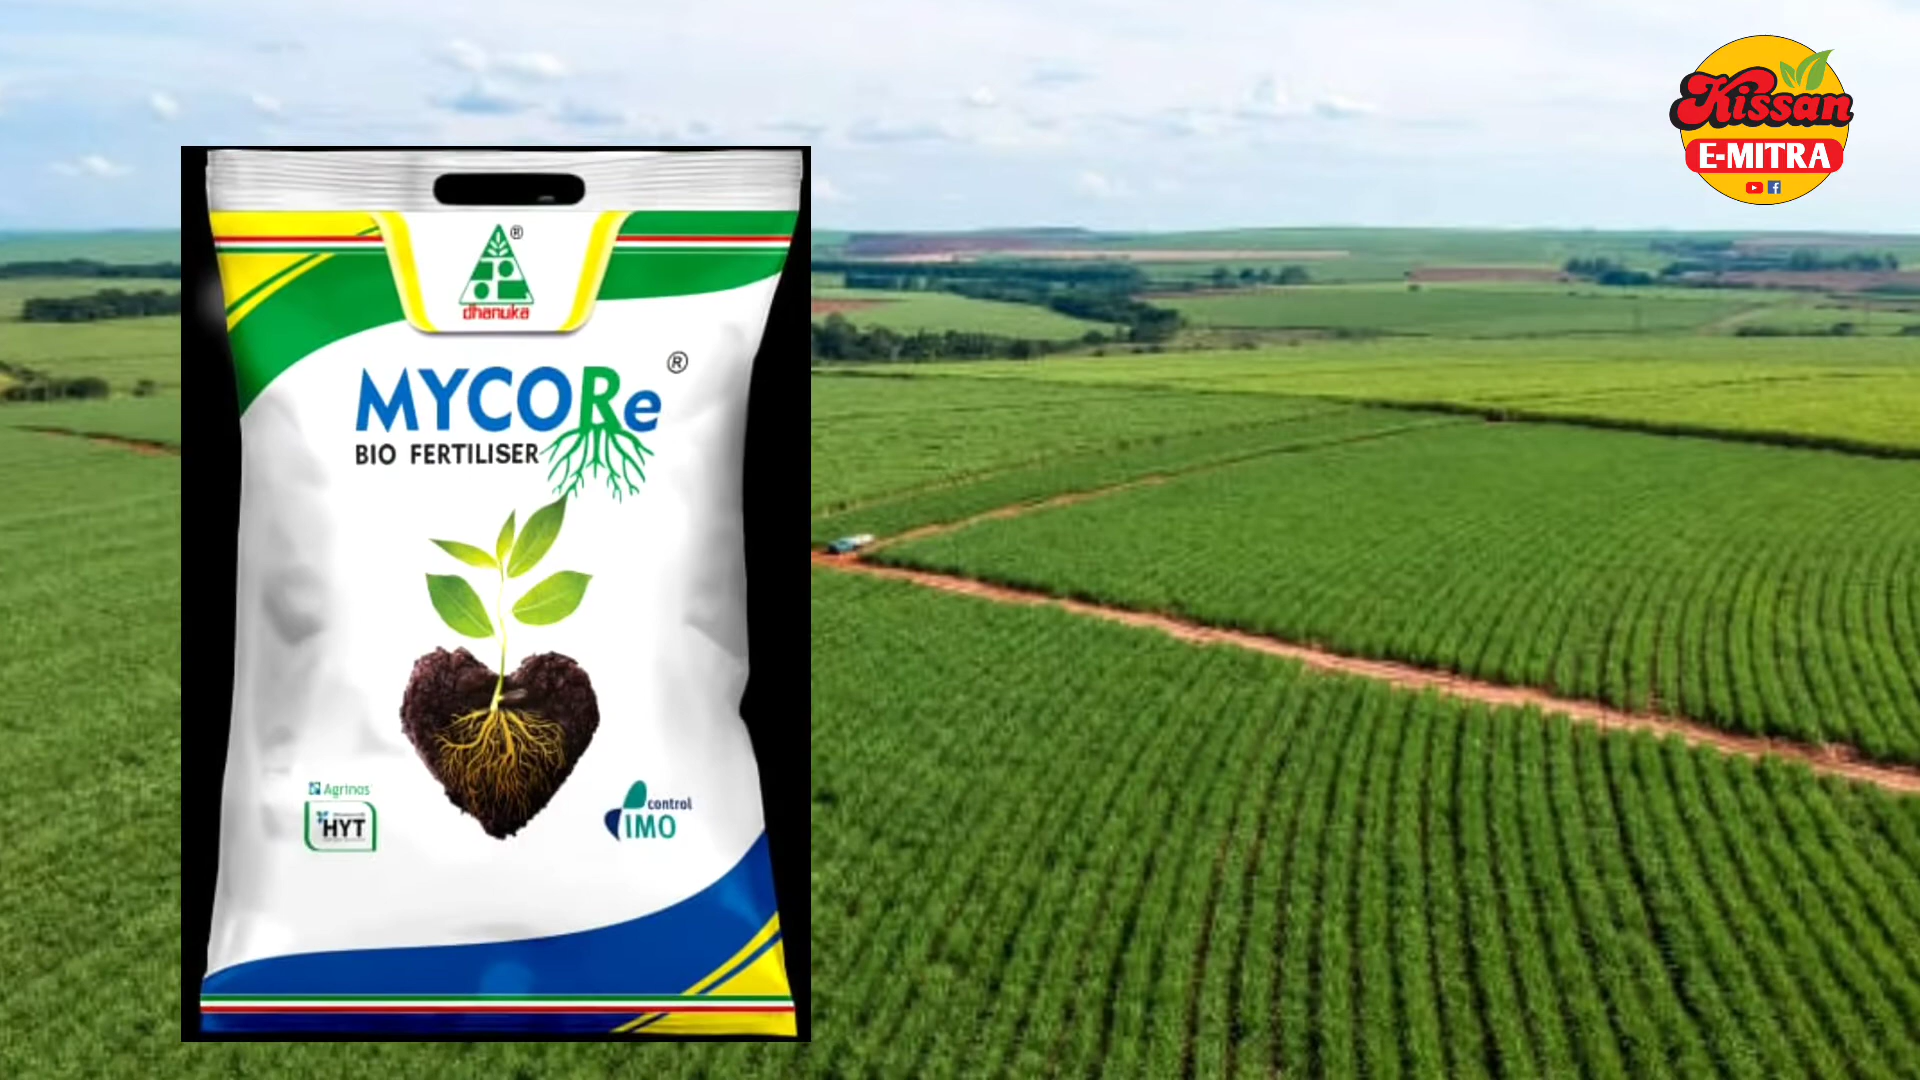 Kissan
E-MITRA
®
dhanuka
MYCORe ®
BIO FERTILISER
Agrinos
HYT
control
IMO